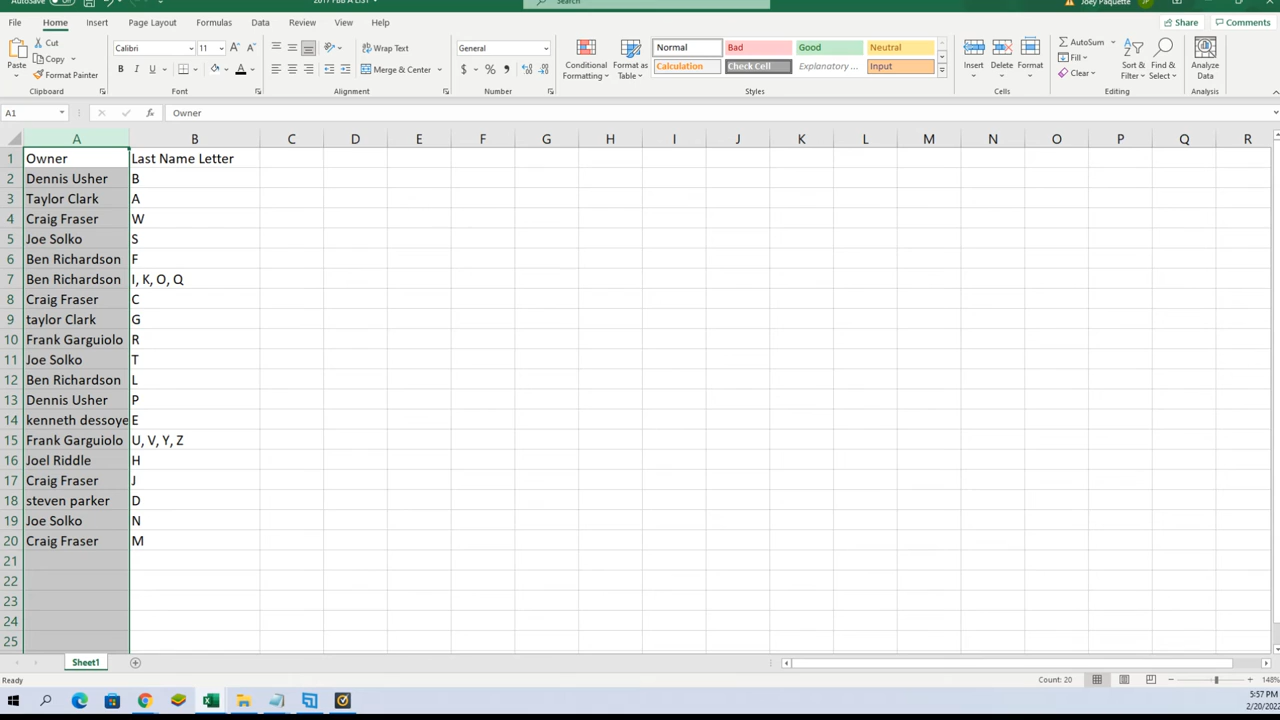 AutoSave Off
2017 FBB A LIST
Search
Joey Paquette JP
File Home Insert Page Layout Formulas Data Review View Help
Share Comments
Paste
Cut
Copy
Format Painter
Clipboard
Calibri 11
B I U
Font
Wrap Text
Merge & Center
Alignment
General
$ % ,
Number
Conditional
Formatting
Format as
Table
Normal Bad Good Neutral
Calculation Check Cell Explanatory ... Input
Styles
Insert Delete Format
Cells
AutoSum
Fill
Clear
Sort &
Filter
Find &
Select
Editing
Analyze
Data
Analysis
A1 fx Owner
A B C D E F G H I J K L M N O P Q R
1 Owner Last Name Letter
2 Dennis Usher B
3 Taylor Clark A
4 Craig Fraser W
5 Joe Solko S
6 Ben Richardson F
7 Ben Richardson I, K, O, Q
8 Craig Fraser C
9 taylor Clark G
10 Frank Garguiolo R
11 Joe Solko T
12 Ben Richardson L
13 Dennis Usher P
14 kenneth dessoye E
15 Frank Garguiolo U, V, Y, Z
16 Joel Riddle H
17 Craig Fraser J
18 steven parker D
19 Joe Solko N
20 Craig Fraser M
21
22
23
24
25
Sheet1
Ready
Count: 20
148%
5:57 PM
2/20/2022